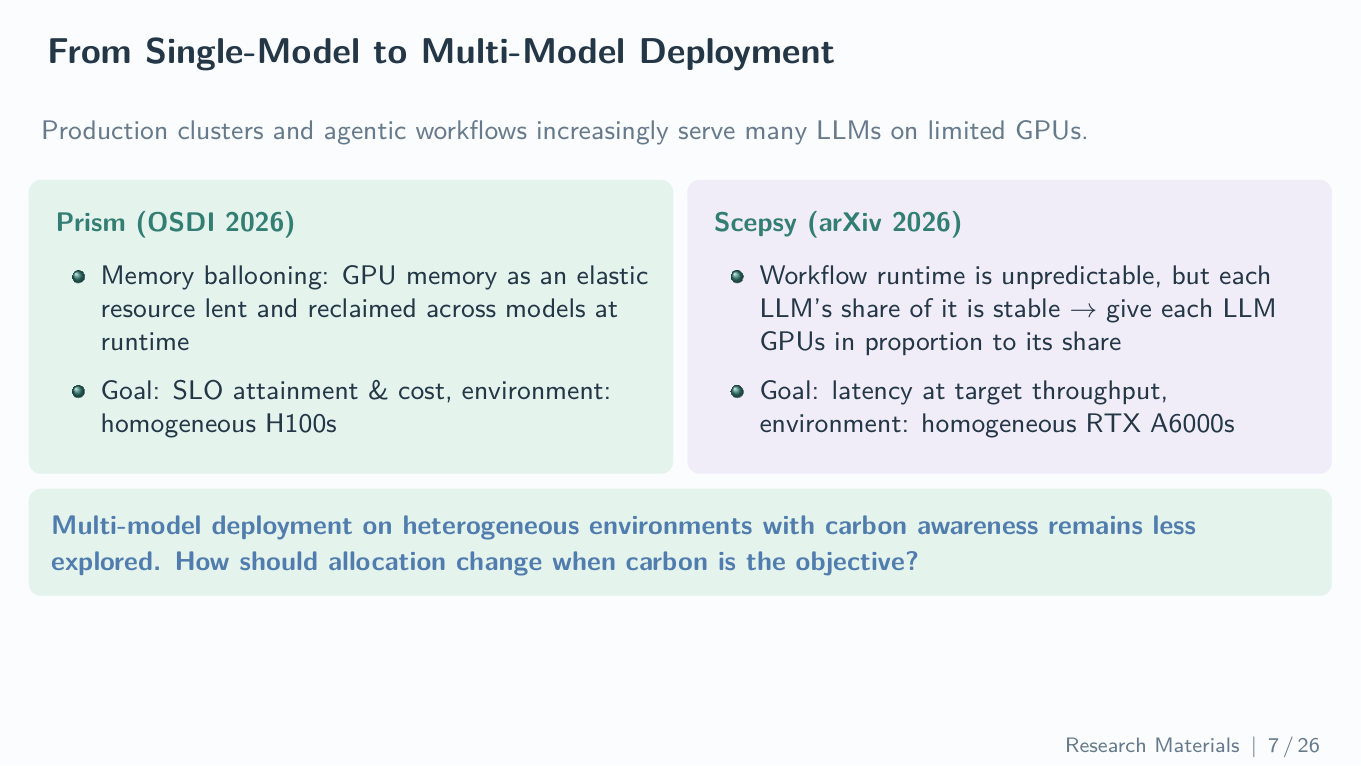 From Single-Model to Multi-Model Deployment
Production clusters and agentic workflows increasingly serve many LLMs on limited GPUs.
Prism (OSDI 2026)
Memory ballooning: GPU memory as an elastic
resource lent and reclaimed across models at
runtime
Goal: SLO attainment & cost, environment:
homogeneous H100s
Scepsy (arXiv 2026)
Workflow runtime is unpredictable, but each
LLM's share of it is stable → give each LLM
GPUs in proportion to its share
Goal: latency at target throughput,
environment: homogeneous RTX A6000s
Multi-model deployment on heterogeneous environments with carbon awareness remains less
explored. How should allocation change when carbon is the objective?
Research Materials | 7 / 26